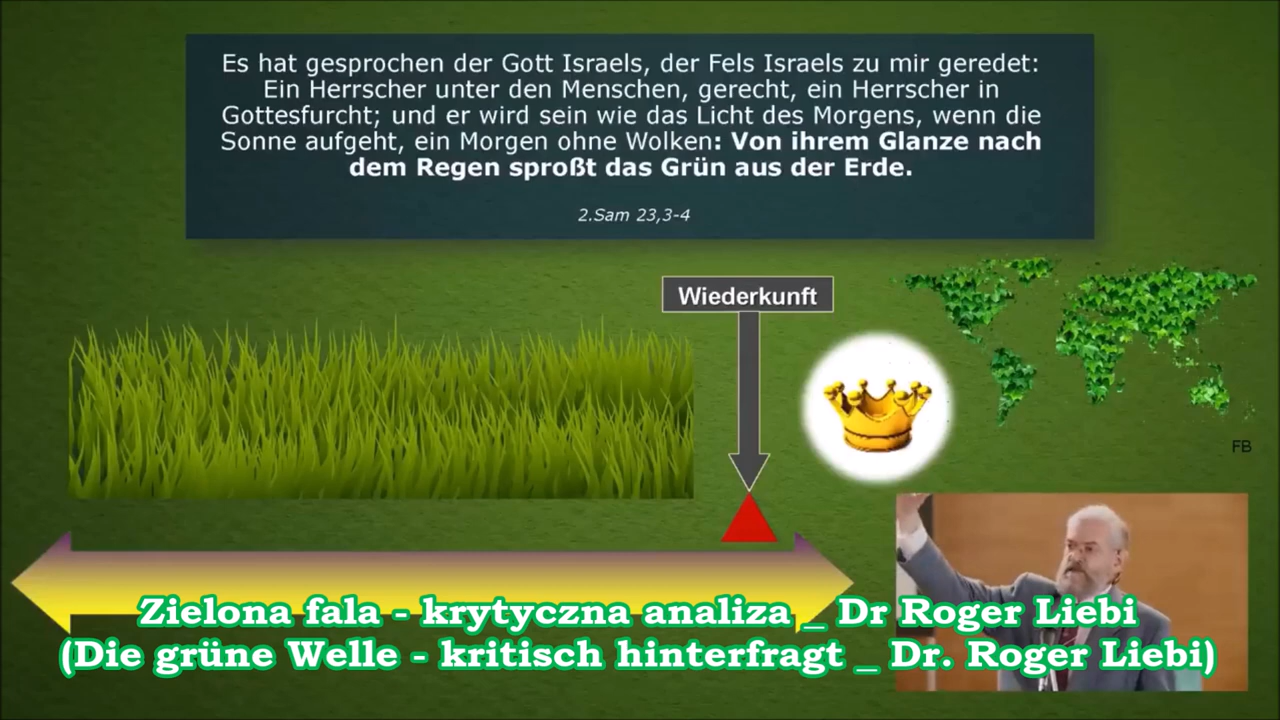 Es hat gesprochen der Gott Israels, der Fels Israels zu mir geredet:
Ein Herrscher unter den Menschen, gerecht, ein Herrscher in
Gottesfurcht; und er wird sein wie das Licht des Morgens, wenn die
Sonne aufgeht, ein Morgen ohne Wolken: Von ihrem Glanze nach
dem Regen sproßt das Grün aus der Erde.
2.Sam 23,3-4
Wiederkunft
FB
Zielona fala - krytyczna analiza _ Dr Roger Liebi
(Die grüne Welle - kritisch hinterfragt _ Dr. Roger Liebi)